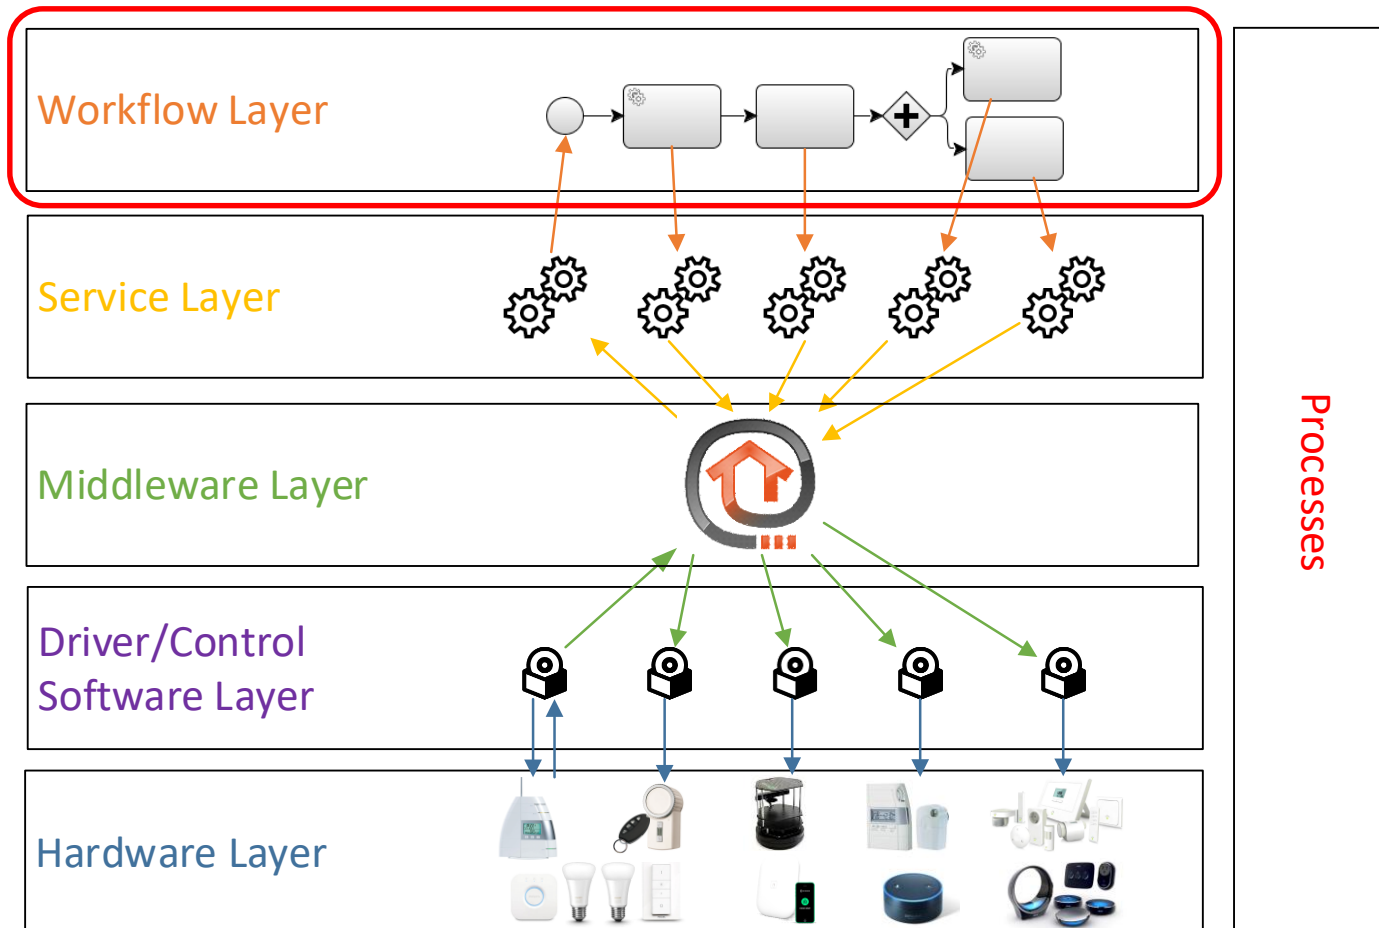 Workflow Layer
Service Layer
Middleware Layer
Driver/Control
Software Layer
Hardware Layer
Processes